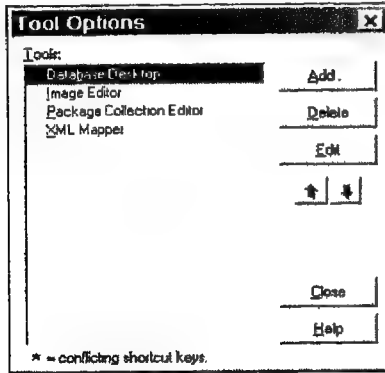 Tool Options
Tools:
Database Desktop
Image Editor
Package Collection Editor
XML Mapper
Add..
Delete
Edit
Close
Help
* = conflicting shortcut keys.